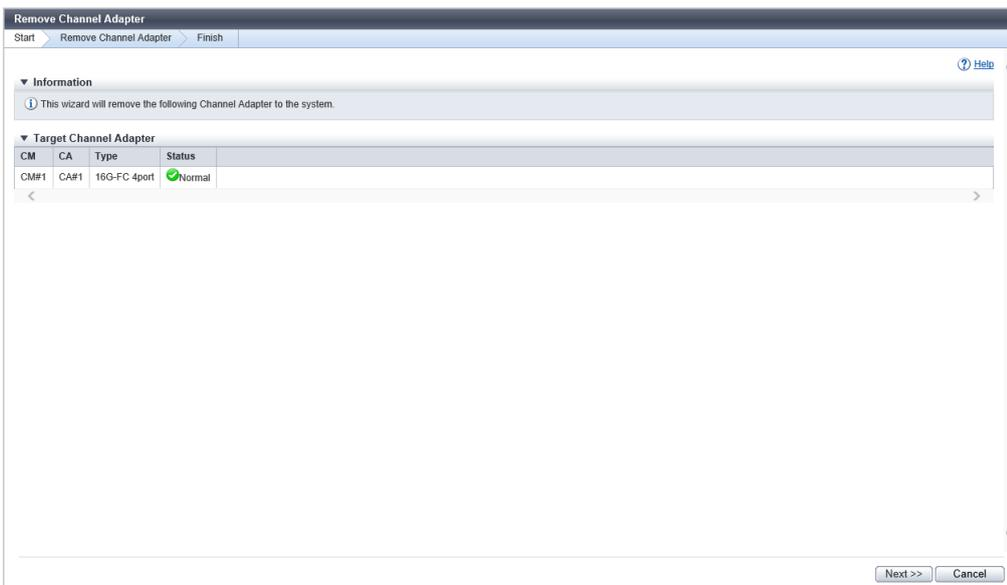 Remove Channel Adapter
Start Remove Channel Adapter Finish
Help
Information
This wizard will remove the following Channel Adapter to the system.
Target Channel Adapter
CM CA Type Status
CM#1 CA#1 16G-FC 4port Normal
Next >> Cancel